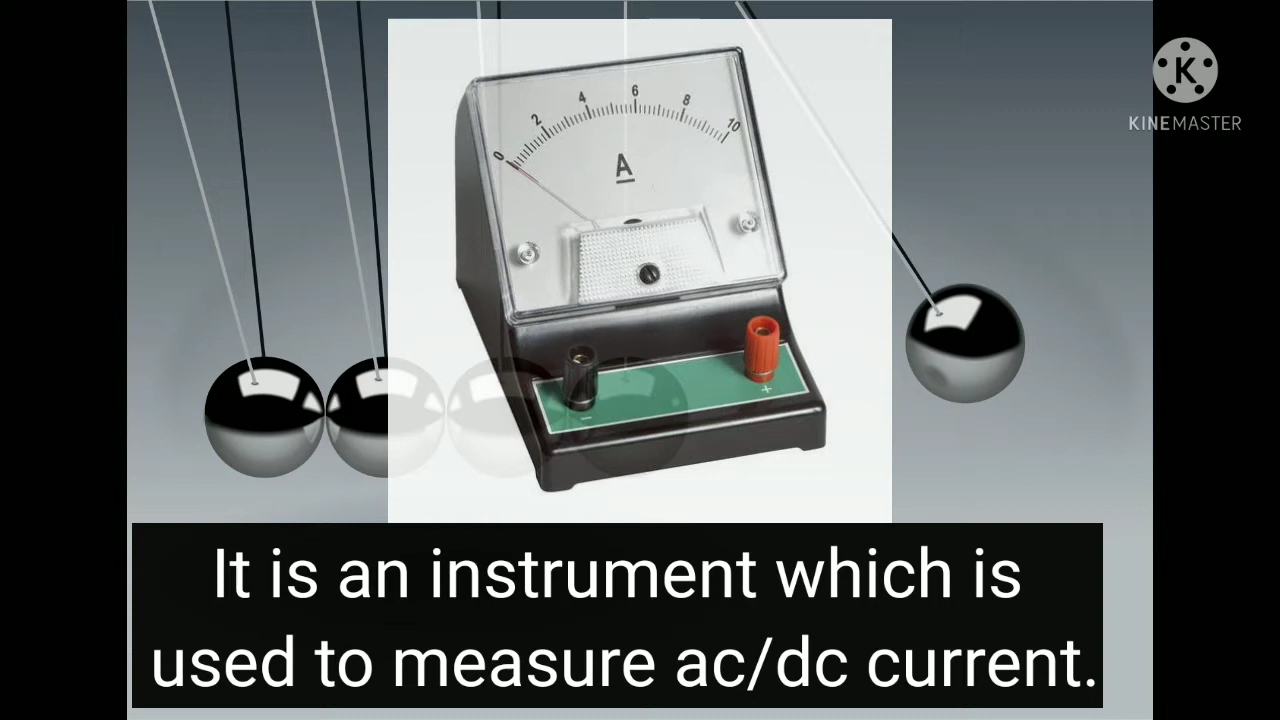 K
KINEMASTER
0 2 4 6 8 10
A
- +
It is an instrument which is
used to measure ac/dc current.